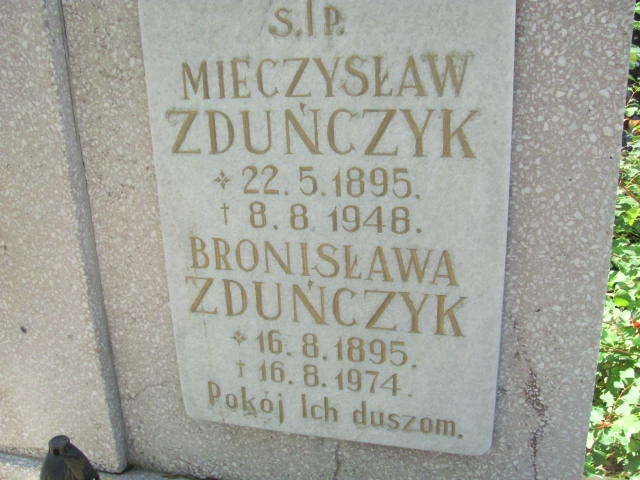 Ś.†P.
MIECZYSŁAW
ZDUŃCZYK
* 22.5.1895.
† 8.8.1948.
BRONISŁAWA
ZDUŃCZYK
* 16.8.1895.
† 16.8.1974.
Pokój Ich duszom.